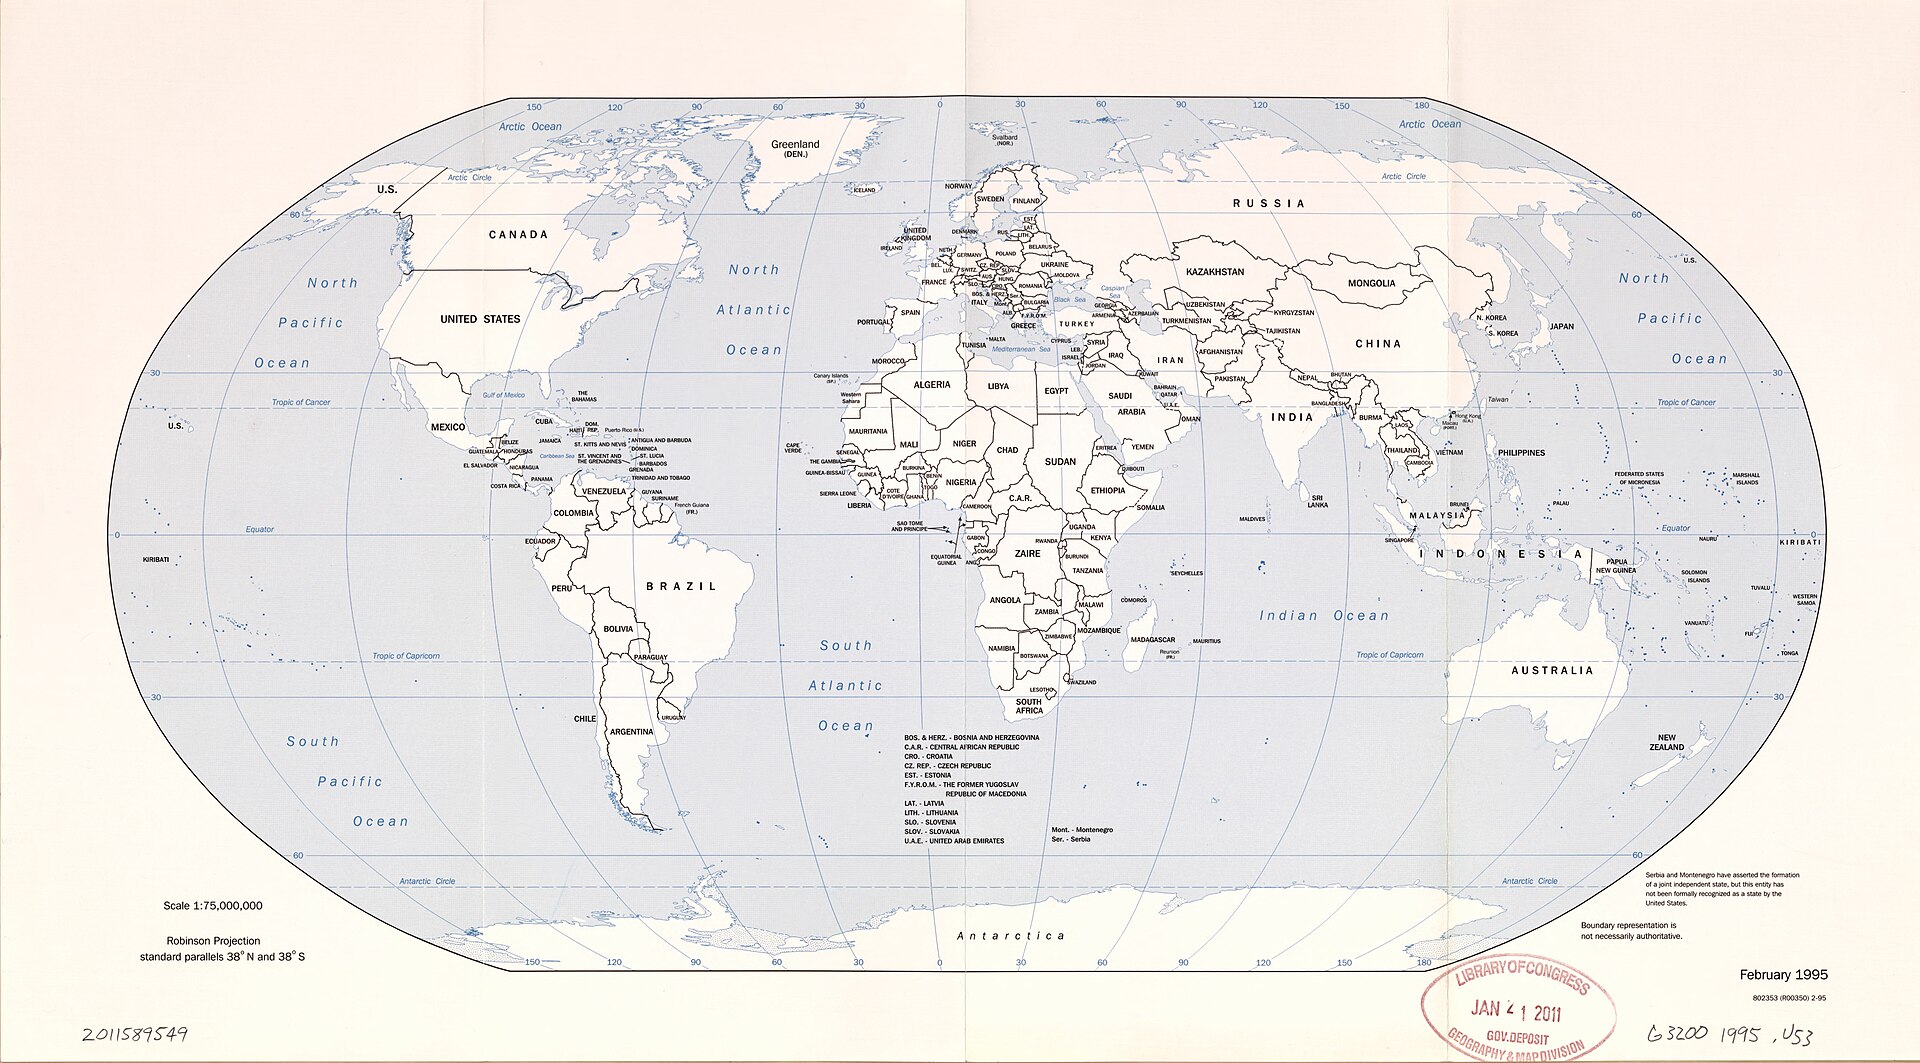 150 120 90 60 30 0 30 60 90 120 150 180
Arctic Ocean
Arctic Ocean
Greenland
(DEN.)
Svalbard
(NOR.)
Arctic Circle
Arctic Circle
U.S.
ICELAND
NORWAY
SWEDEN
FINLAND
RUSSIA
60
60
CANADA
UNITED
KINGDOM
IRELAND
DENMARK
EST.
LAT.
LITH.
RUS.
BELARUS
NETH.
GERMANY
POLAND
BEL.
LUX.
CZ. REP.
SLOV.
UKRAINE
MOLDOVA
FRANCE
SWITZ.
AUS.
HUNG.
ROMANIA
SLO.
CRO.
BOS. & HERZ.
Ser.
Mont.
BULGARIA
ITALY
ALB.
F.Y.R.O.M.
GREECE
SPAIN
PORTUGAL
MALTA
Black Sea
Caspian
Sea
GEORGIA
ARMENIA
AZERBAIJAN
TURKEY
CYPRUS
Mediterranean Sea
KAZAKHSTAN
UZBEKISTAN
TURKMENISTAN
KYRGYZSTAN
TAJIKISTAN
MONGOLIA
CHINA
N. KOREA
S. KOREA
JAPAN
U.S.
North
Pacific
Ocean
North
Atlantic
Ocean
North
Pacific
Ocean
UNITED STATES
30
30
Tropic of Cancer
Tropic of Cancer
U.S.
Gulf of Mexico
MEXICO
THE
BAHAMAS
CUBA
HAITI
DOM.
REP.
Puerto Rico (U.S.)
JAMAICA
BELIZE
HONDURAS
GUATEMALA
EL SALVADOR
NICARAGUA
COSTA RICA
PANAMA
Caribbean Sea
ANTIGUA AND BARBUDA
ST. KITTS AND NEVIS
DOMINICA
ST. VINCENT AND
THE GRENADINES
ST. LUCIA
BARBADOS
GRENADA
TRINIDAD AND TOBAGO
VENEZUELA
GUYANA
SURINAME
French Guiana
(FR.)
COLOMBIA
ECUADOR
PERU
BRAZIL
BOLIVIA
PARAGUAY
CHILE
ARGENTINA
URUGUAY
MOROCCO
TUNISIA
Canary Islands
(SP.)
Western
Sahara
ALGERIA
LIBYA
EGYPT
MAURITANIA
MALI
NIGER
CHAD
SUDAN
ERITREA
DJIBOUTI
ETHIOPIA
SOMALIA
CAPE
VERDE
SENEGAL
THE GAMBIA
GUINEA-BISSAU
GUINEA
SIERRA LEONE
LIBERIA
BURKINA
COTE
D'IVOIRE
GHANA
TOGO
BENIN
NIGERIA
CAMEROON
C.A.R.
SAO TOME
AND PRINCIPE
EQUATORIAL
GUINEA
GABON
CONGO
ANG.
ZAIRE
UGANDA
KENYA
RWANDA
BURUNDI
TANZANIA
ANGOLA
ZAMBIA
MALAWI
MOZAMBIQUE
ZIMBABWE
NAMIBIA
BOTSWANA
SWAZILAND
LESOTHO
SOUTH
AFRICA
COMOROS
MADAGASCAR
SEYCHELLES
MAURITIUS
Reunion
(FR.)
SYRIA
LEB.
ISRAEL
JORDAN
IRAQ
IRAN
KUWAIT
BAHRAIN
QATAR
U.A.E.
SAUDI
ARABIA
OMAN
YEMEN
AFGHANISTAN
PAKISTAN
NEPAL
BHUTAN
BANGLADESH
INDIA
BURMA
SRI
LANKA
MALDIVES
Taiwan
Hong Kong
(U.K.)
Macau
(PORT.)
LAOS
THAILAND
VIETNAM
CAMBODIA
PHILIPPINES
BRUNEI
MALAYSIA
SINGAPORE
INDONESIA
PAPUA
NEW GUINEA
PALAU
FEDERATED STATES
OF MICRONESIA
MARSHALL
ISLANDS
NAURU
KIRIBATI
SOLOMON
ISLANDS
TUVALU
WESTERN
SAMOA
VANUATU
FIJI
TONGA
Equator
Equator
0
0
KIRIBATI
Indian Ocean
Tropic of Capricorn
Tropic of Capricorn
AUSTRALIA
NEW
ZEALAND
30
30
South
Pacific
Ocean
South
Atlantic
Ocean
BOS. & HERZ. - BOSNIA AND HERZEGOVINA
C.A.R. - CENTRAL AFRICAN REPUBLIC
CRO. - CROATIA
CZ. REP. - CZECH REPUBLIC
EST. - ESTONIA
F.Y.R.O.M. - THE FORMER YUGOSLAV
REPUBLIC OF MACEDONIA
LAT. - LATVIA
LITH. - LITHUANIA
SLO. - SLOVENIA
SLOV. - SLOVAKIA
U.A.E. - UNITED ARAB EMIRATES
Mont. - Montenegro
Ser. - Serbia
60
60
Antarctic Circle
Antarctic Circle
Antarctica
150 120 90 60 30 0 30 60 90 120 150 180
Scale 1:75,000,000
Robinson Projection
standard parallels 38°N and 38°S
Serbia and Montenegro have asserted the formation
of a joint independent state, but this entity has
not been formally recognized as a state by the
United States.
Boundary representation is
not necessarily authoritative.
February 1995
802353 (R00350) 2-95
LIBRARY OF CONGRESS
JAN 2011
GOV. DEPOSIT
GEOGRAPHY & MAP DIVISION
2011589549
G3200 1995 .U53